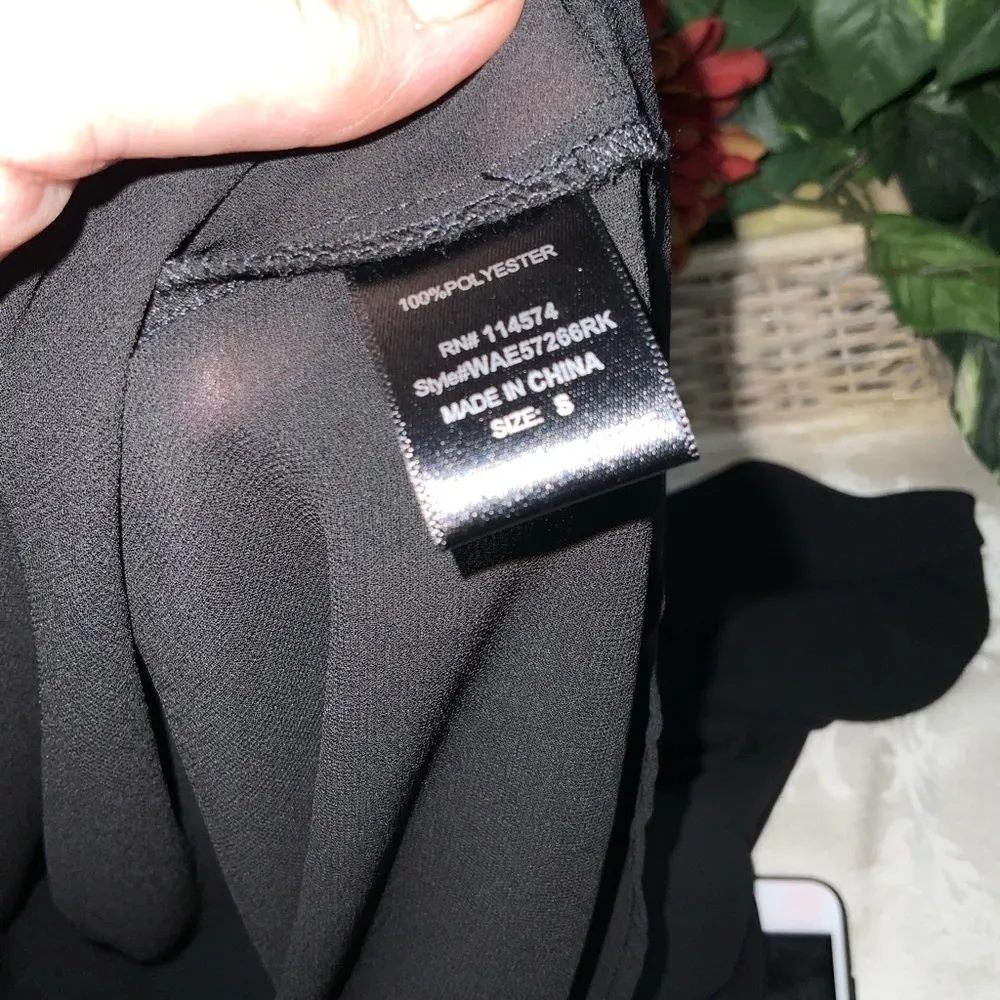 100%POLYESTER
RN# 114574
Style#WAE57266RK
MADE IN CHINA
SIZE: S